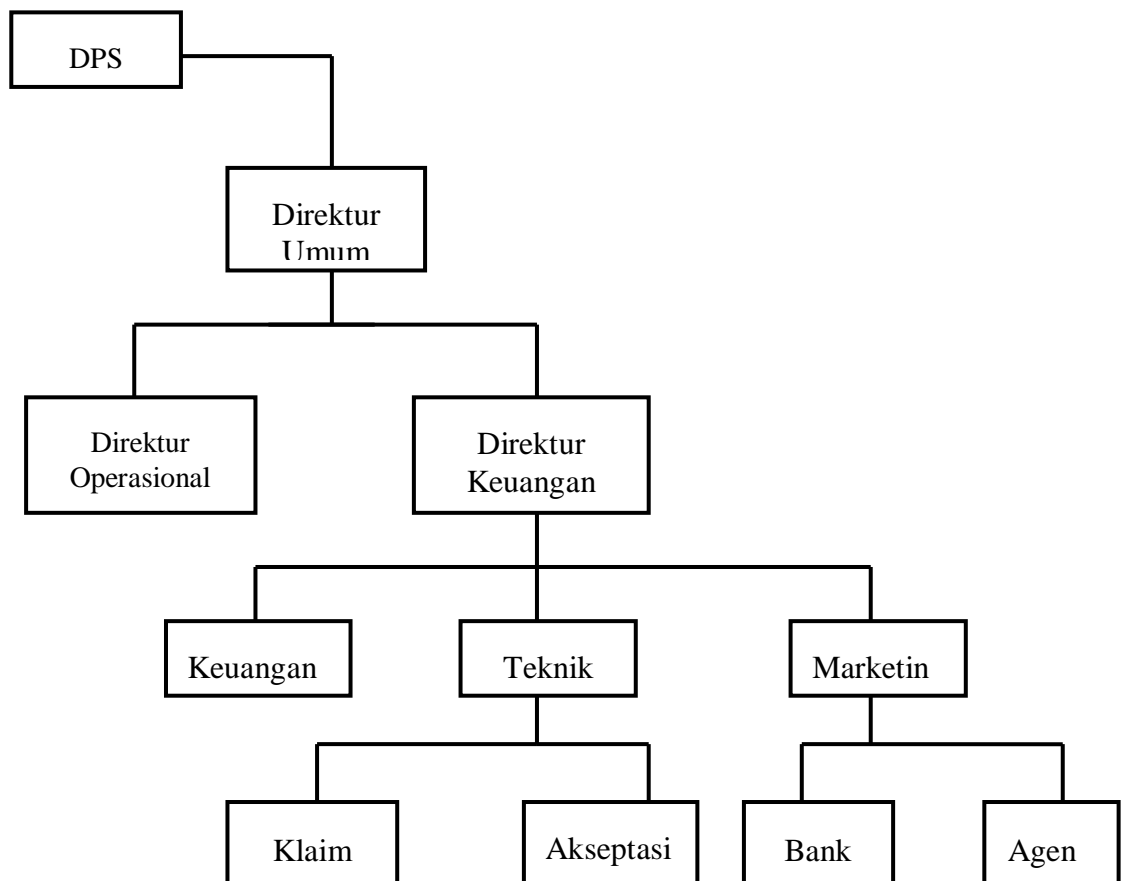 DPS
Direktur
Umum
Direktur
Operasional
Direktur
Keuangan
Keuangan
Teknik
Marketin
Klaim
Akseptasi
Bank
Agen